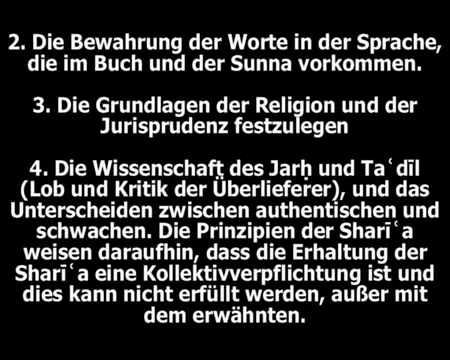 2. Die Bewahrung der Worte in der Sprache,
die im Buch und der Sunna vorkommen.
3. Die Grundlagen der Religion und der
Jurisprudenz festzulegen
4. Die Wissenschaft des Jarḥ und Taʿdīl
(Lob und Kritik der Überlieferer), und das
Unterscheiden zwischen authentischen und
schwachen. Die Prinzipien der Sharīʿa
weisen daraufhin, dass die Erhaltung der
Sharīʿa eine Kollektivverpflichtung ist und
dies kann nicht erfüllt werden, außer mit
dem erwähnten.